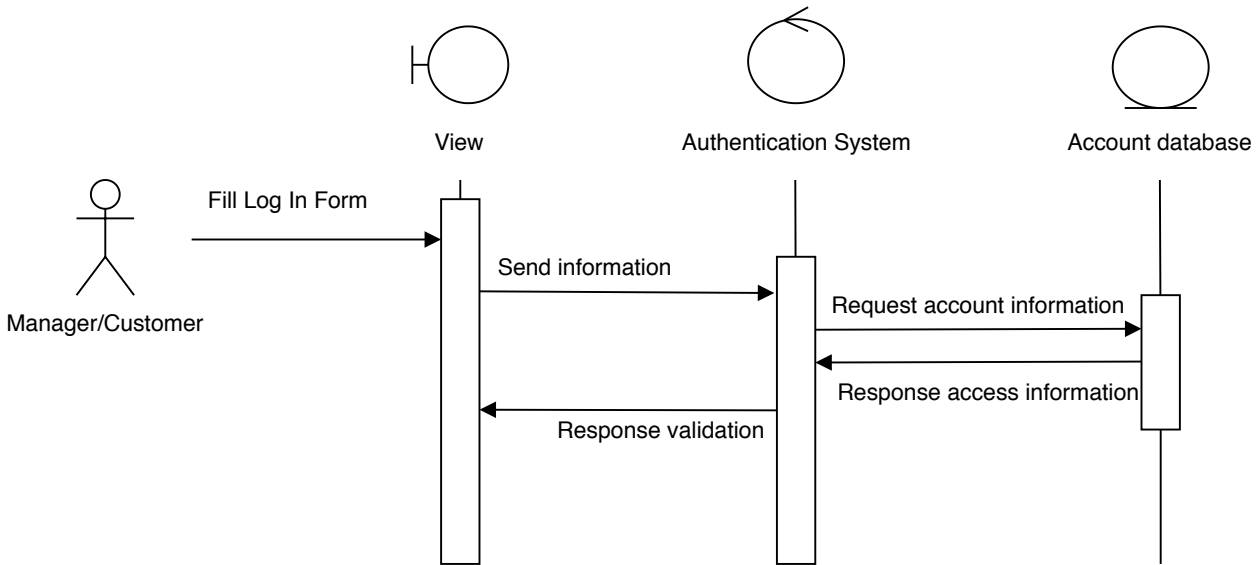 View
Authentication System
Account database
Fill Log In Form
Send information
Manager/Customer
Request account information
Response access information
Response validation